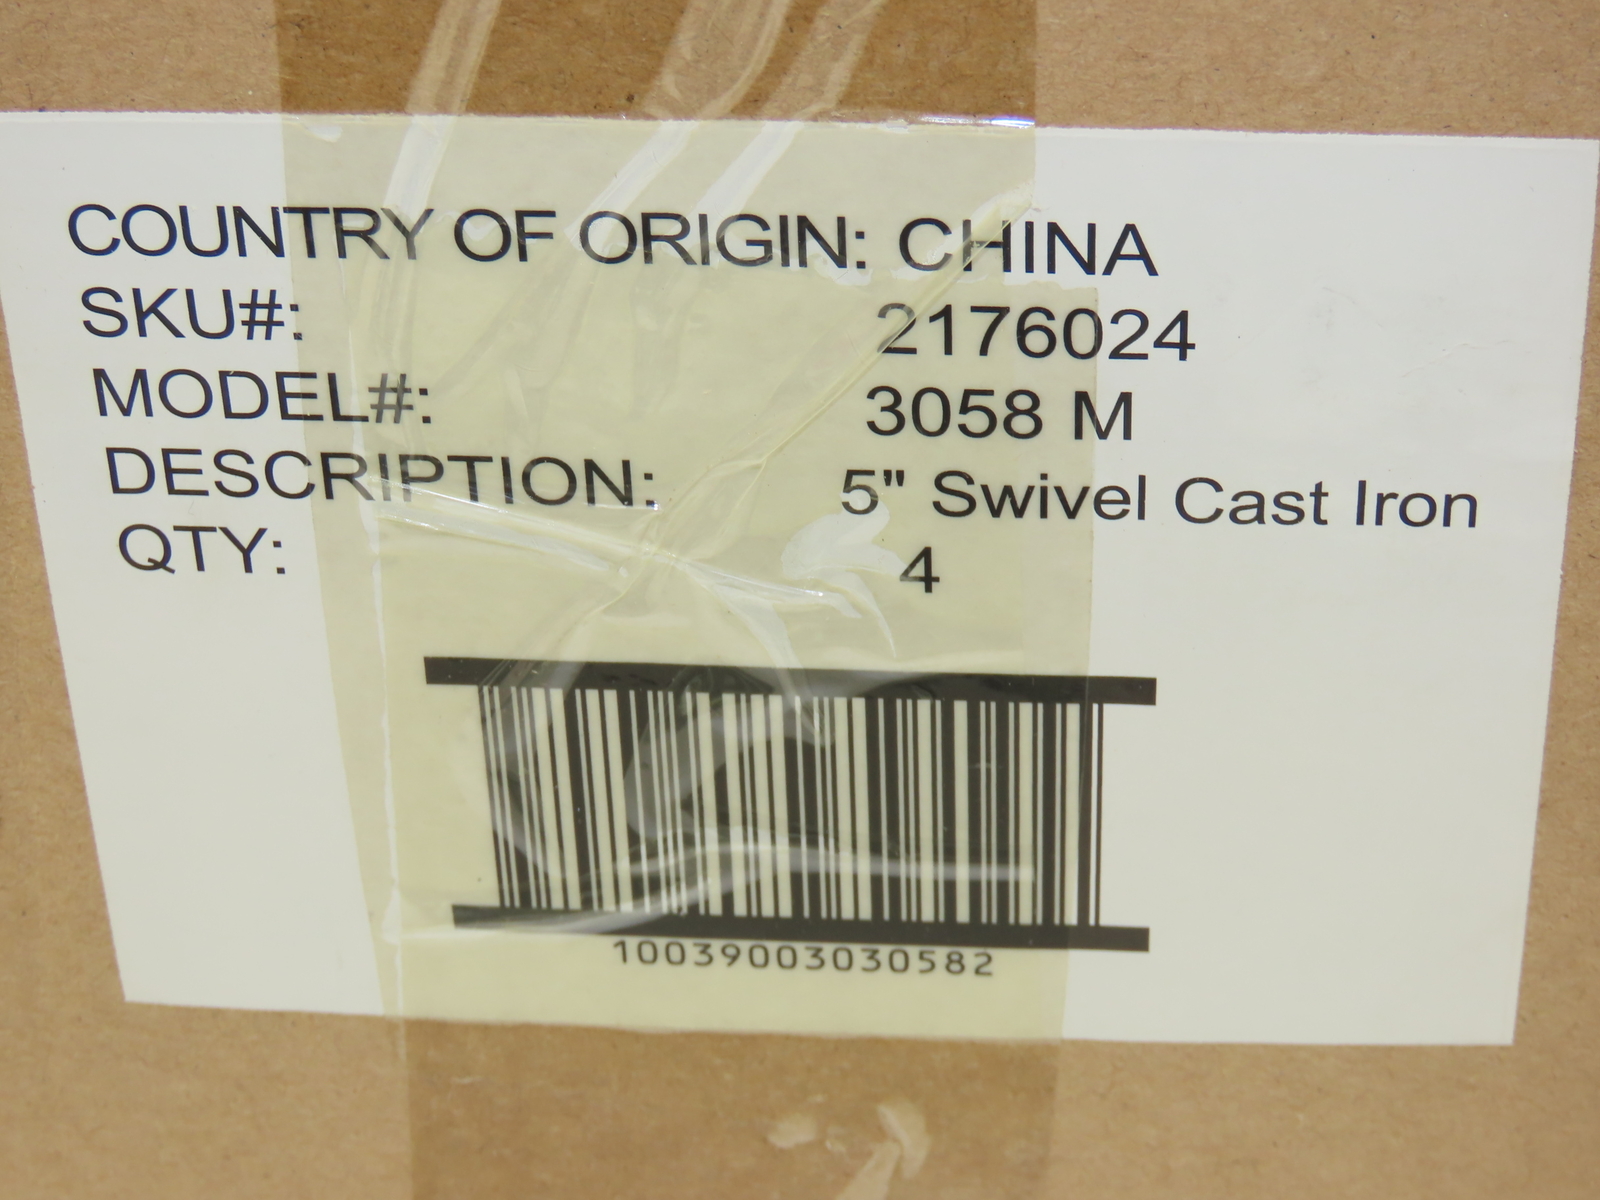 COUNTRY OF ORIGIN: CHINA
SKU#: 2176024
MODEL#: 3058 M
DESCRIPTION: 5" Swivel Cast Iron
QTY: 4
10039003030582